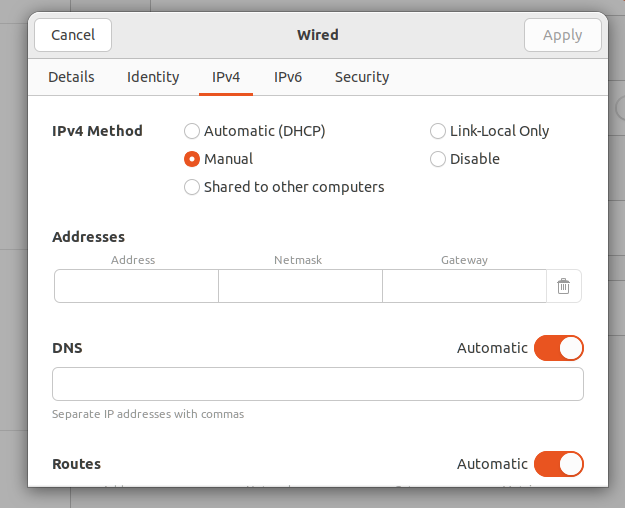 Cancel Wired Apply
Details Identity IPv4 IPv6 Security
IPv4 Method Automatic (DHCP) Link-Local Only
Manual Disable
Shared to other computers
Addresses
Address Netmask Gateway
DNS Automatic
Separate IP addresses with commas
Routes Automatic